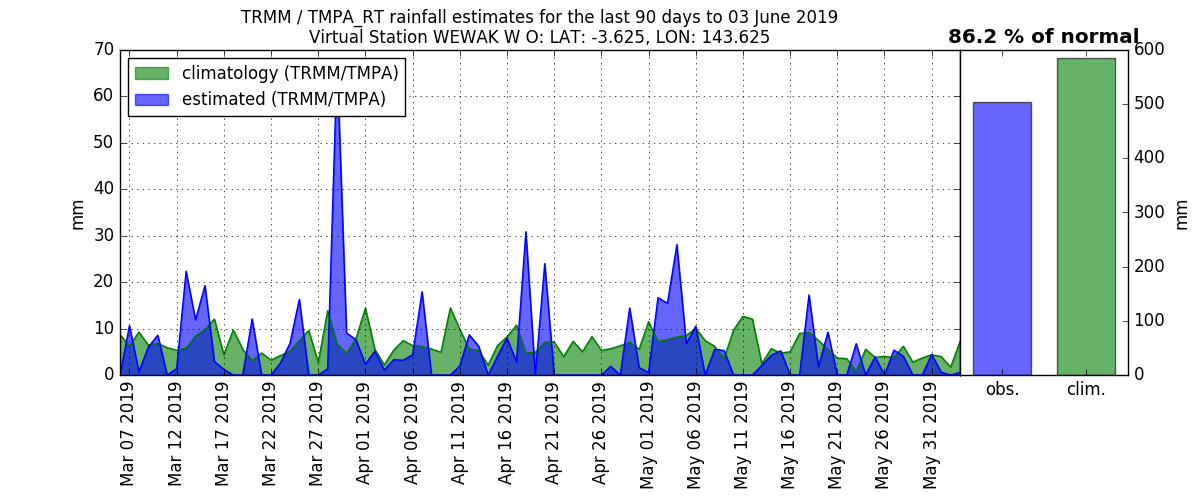 TRMM / TMPA_RT rainfall estimates for the last 90 days to 03 June 2019
Virtual Station WEWAK W O: LAT: -3.625, LON: 143.625
86.2 % of normal
climatology (TRMM/TMPA)
estimated (TRMM/TMPA)
70
60
50
40
30
20
10
0
mm
Mar 07 2019
Mar 12 2019
Mar 17 2019
Mar 22 2019
Mar 27 2019
Apr 01 2019
Apr 06 2019
Apr 11 2019
Apr 16 2019
Apr 21 2019
Apr 26 2019
May 01 2019
May 06 2019
May 11 2019
May 16 2019
May 21 2019
May 26 2019
May 31 2019
600
500
400
300
200
100
0
mm
obs.
clim.